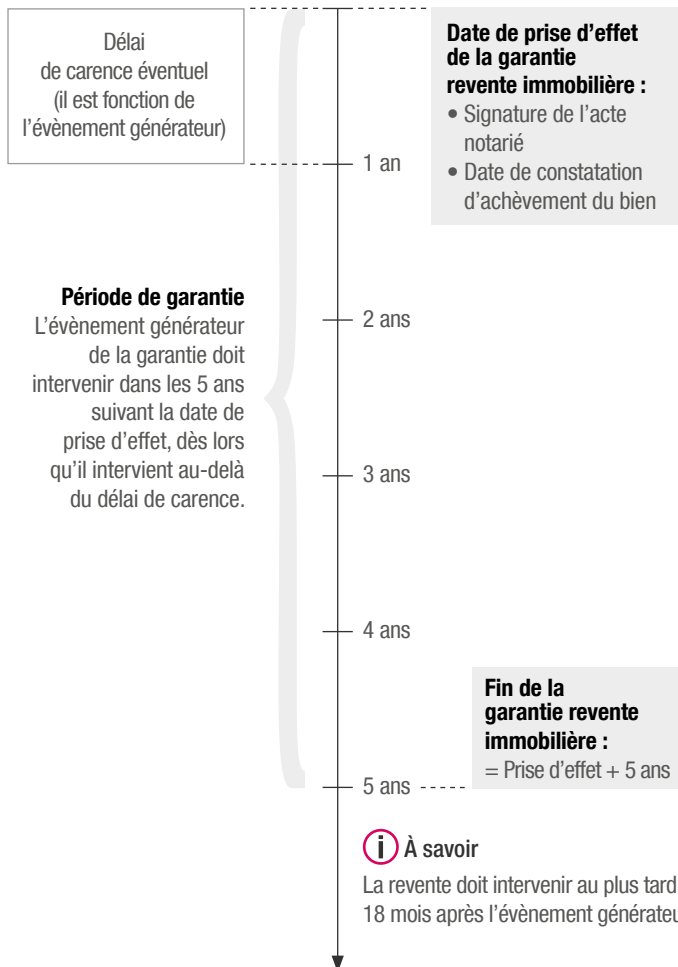 Délai
de carence éventuel
(il est fonction de
l'évènement générateur)
Date de prise d'effet
de la garantie
revente immobilière :
• Signature de l'acte
notarié
• Date de constatation
d'achèvement du bien
1 an
Période de garantie
L'évènement générateur
de la garantie doit
intervenir dans les 5 ans
suivant la date de
prise d'effet, dès lors
qu'il intervient au-delà
du délai de carence.
2 ans
3 ans
4 ans
Fin de la
garantie revente
immobilière :
= Prise d'effet + 5 ans
5 ans
i À savoir
La revente doit intervenir au plus tard
18 mois après l'évènement générateu